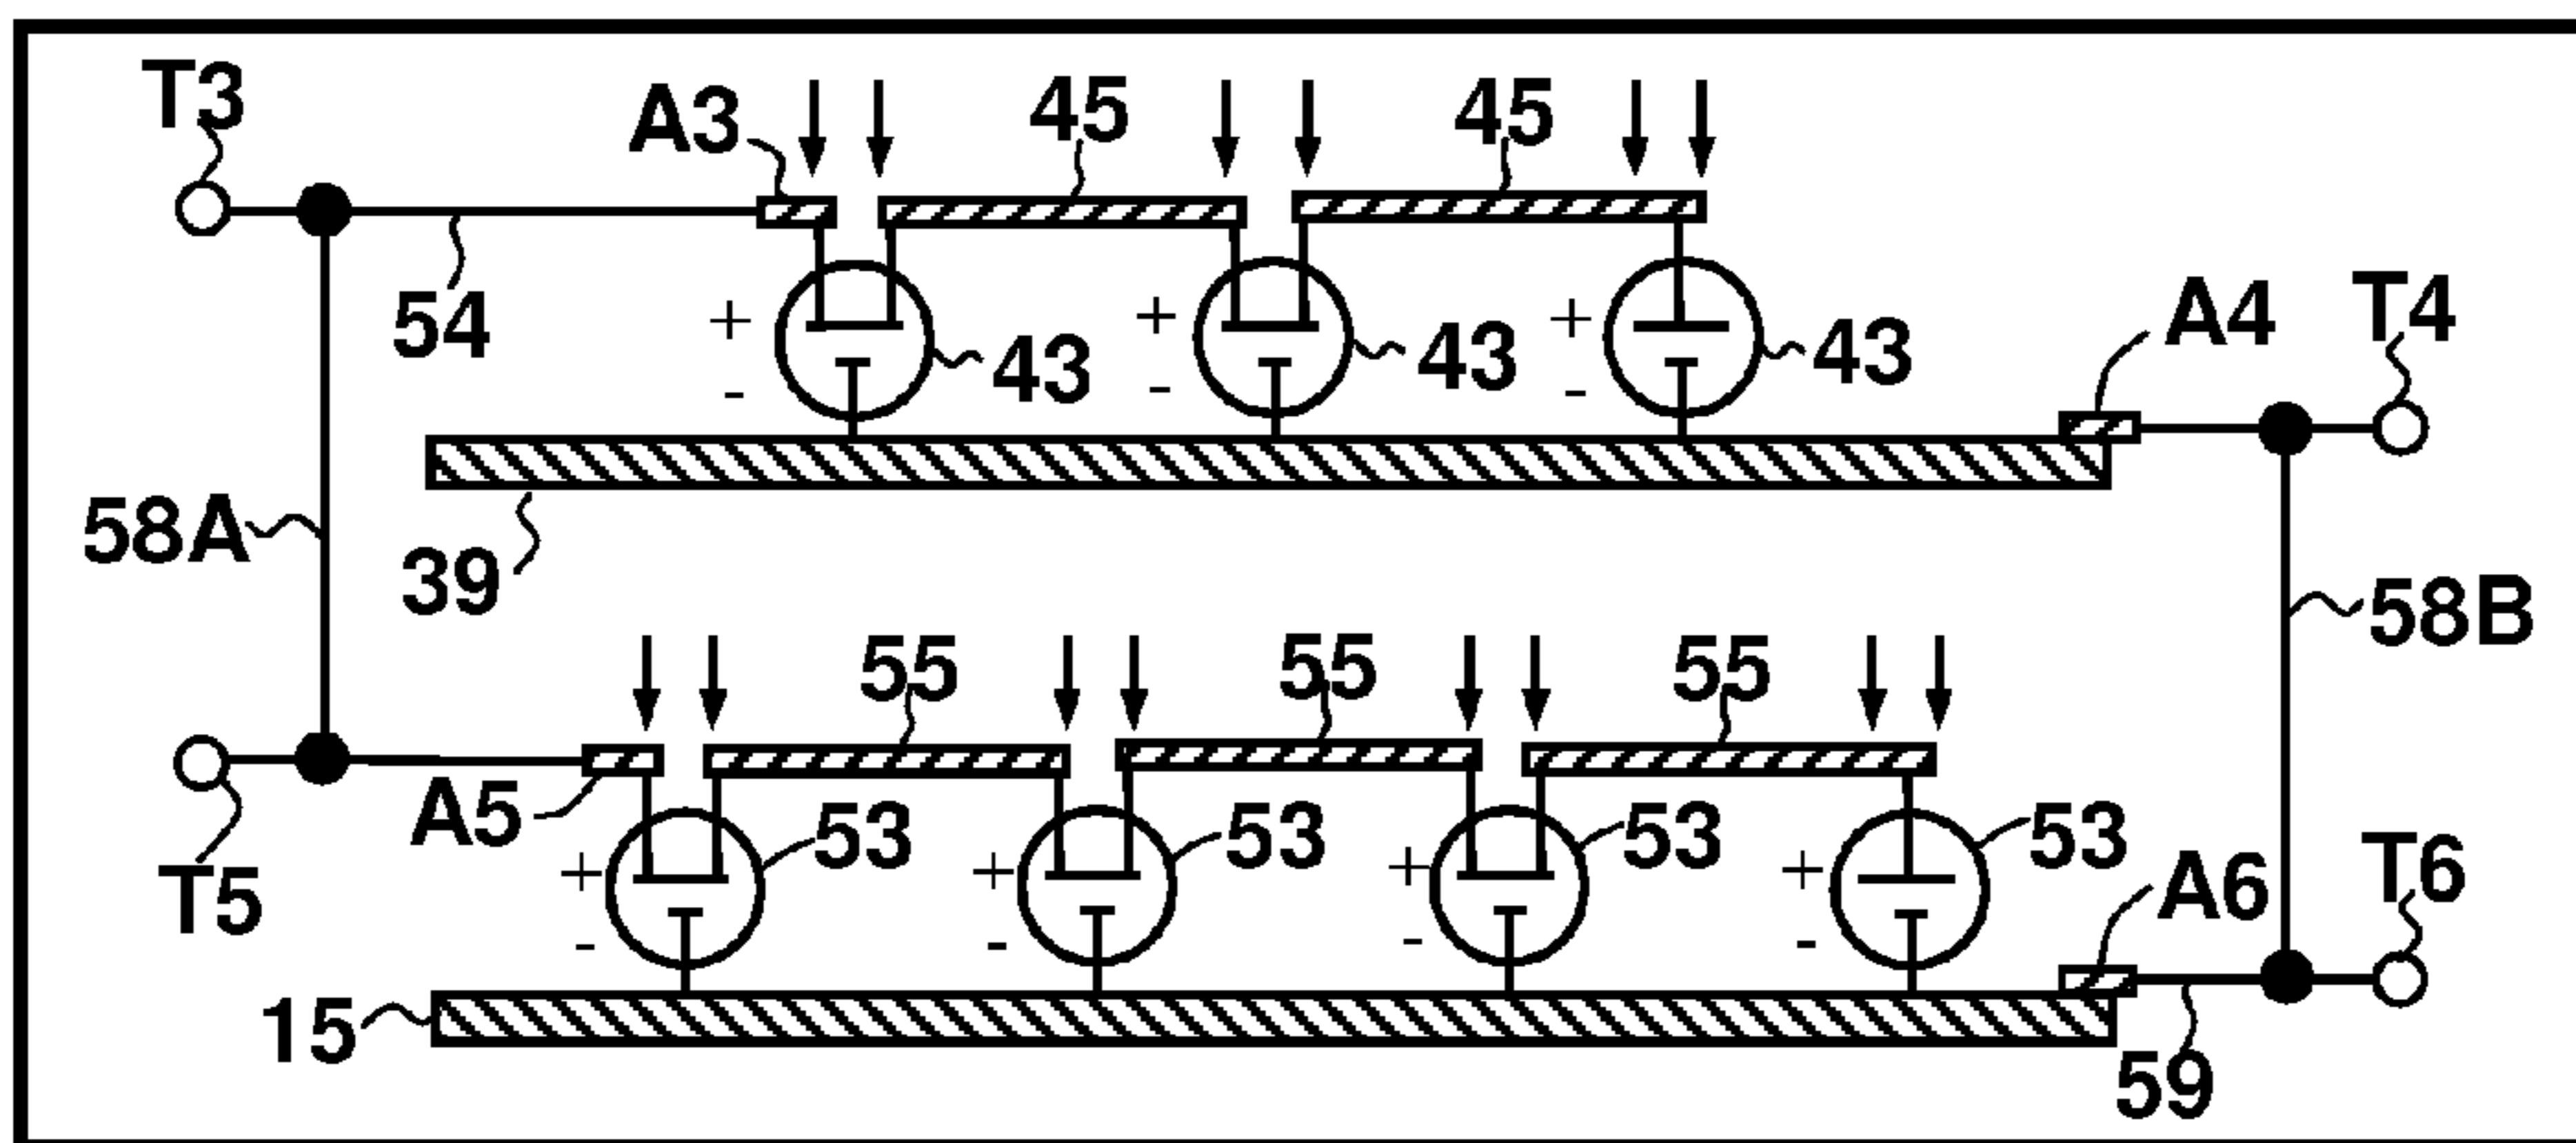 T3 A3 45 45
54 + - 43 + - 43 + - 43 A4 T4
58A 39 58B
55 55 55
T5 A5 + - 53 + - 53 + - 53 + - 53 A6 T6
15 59